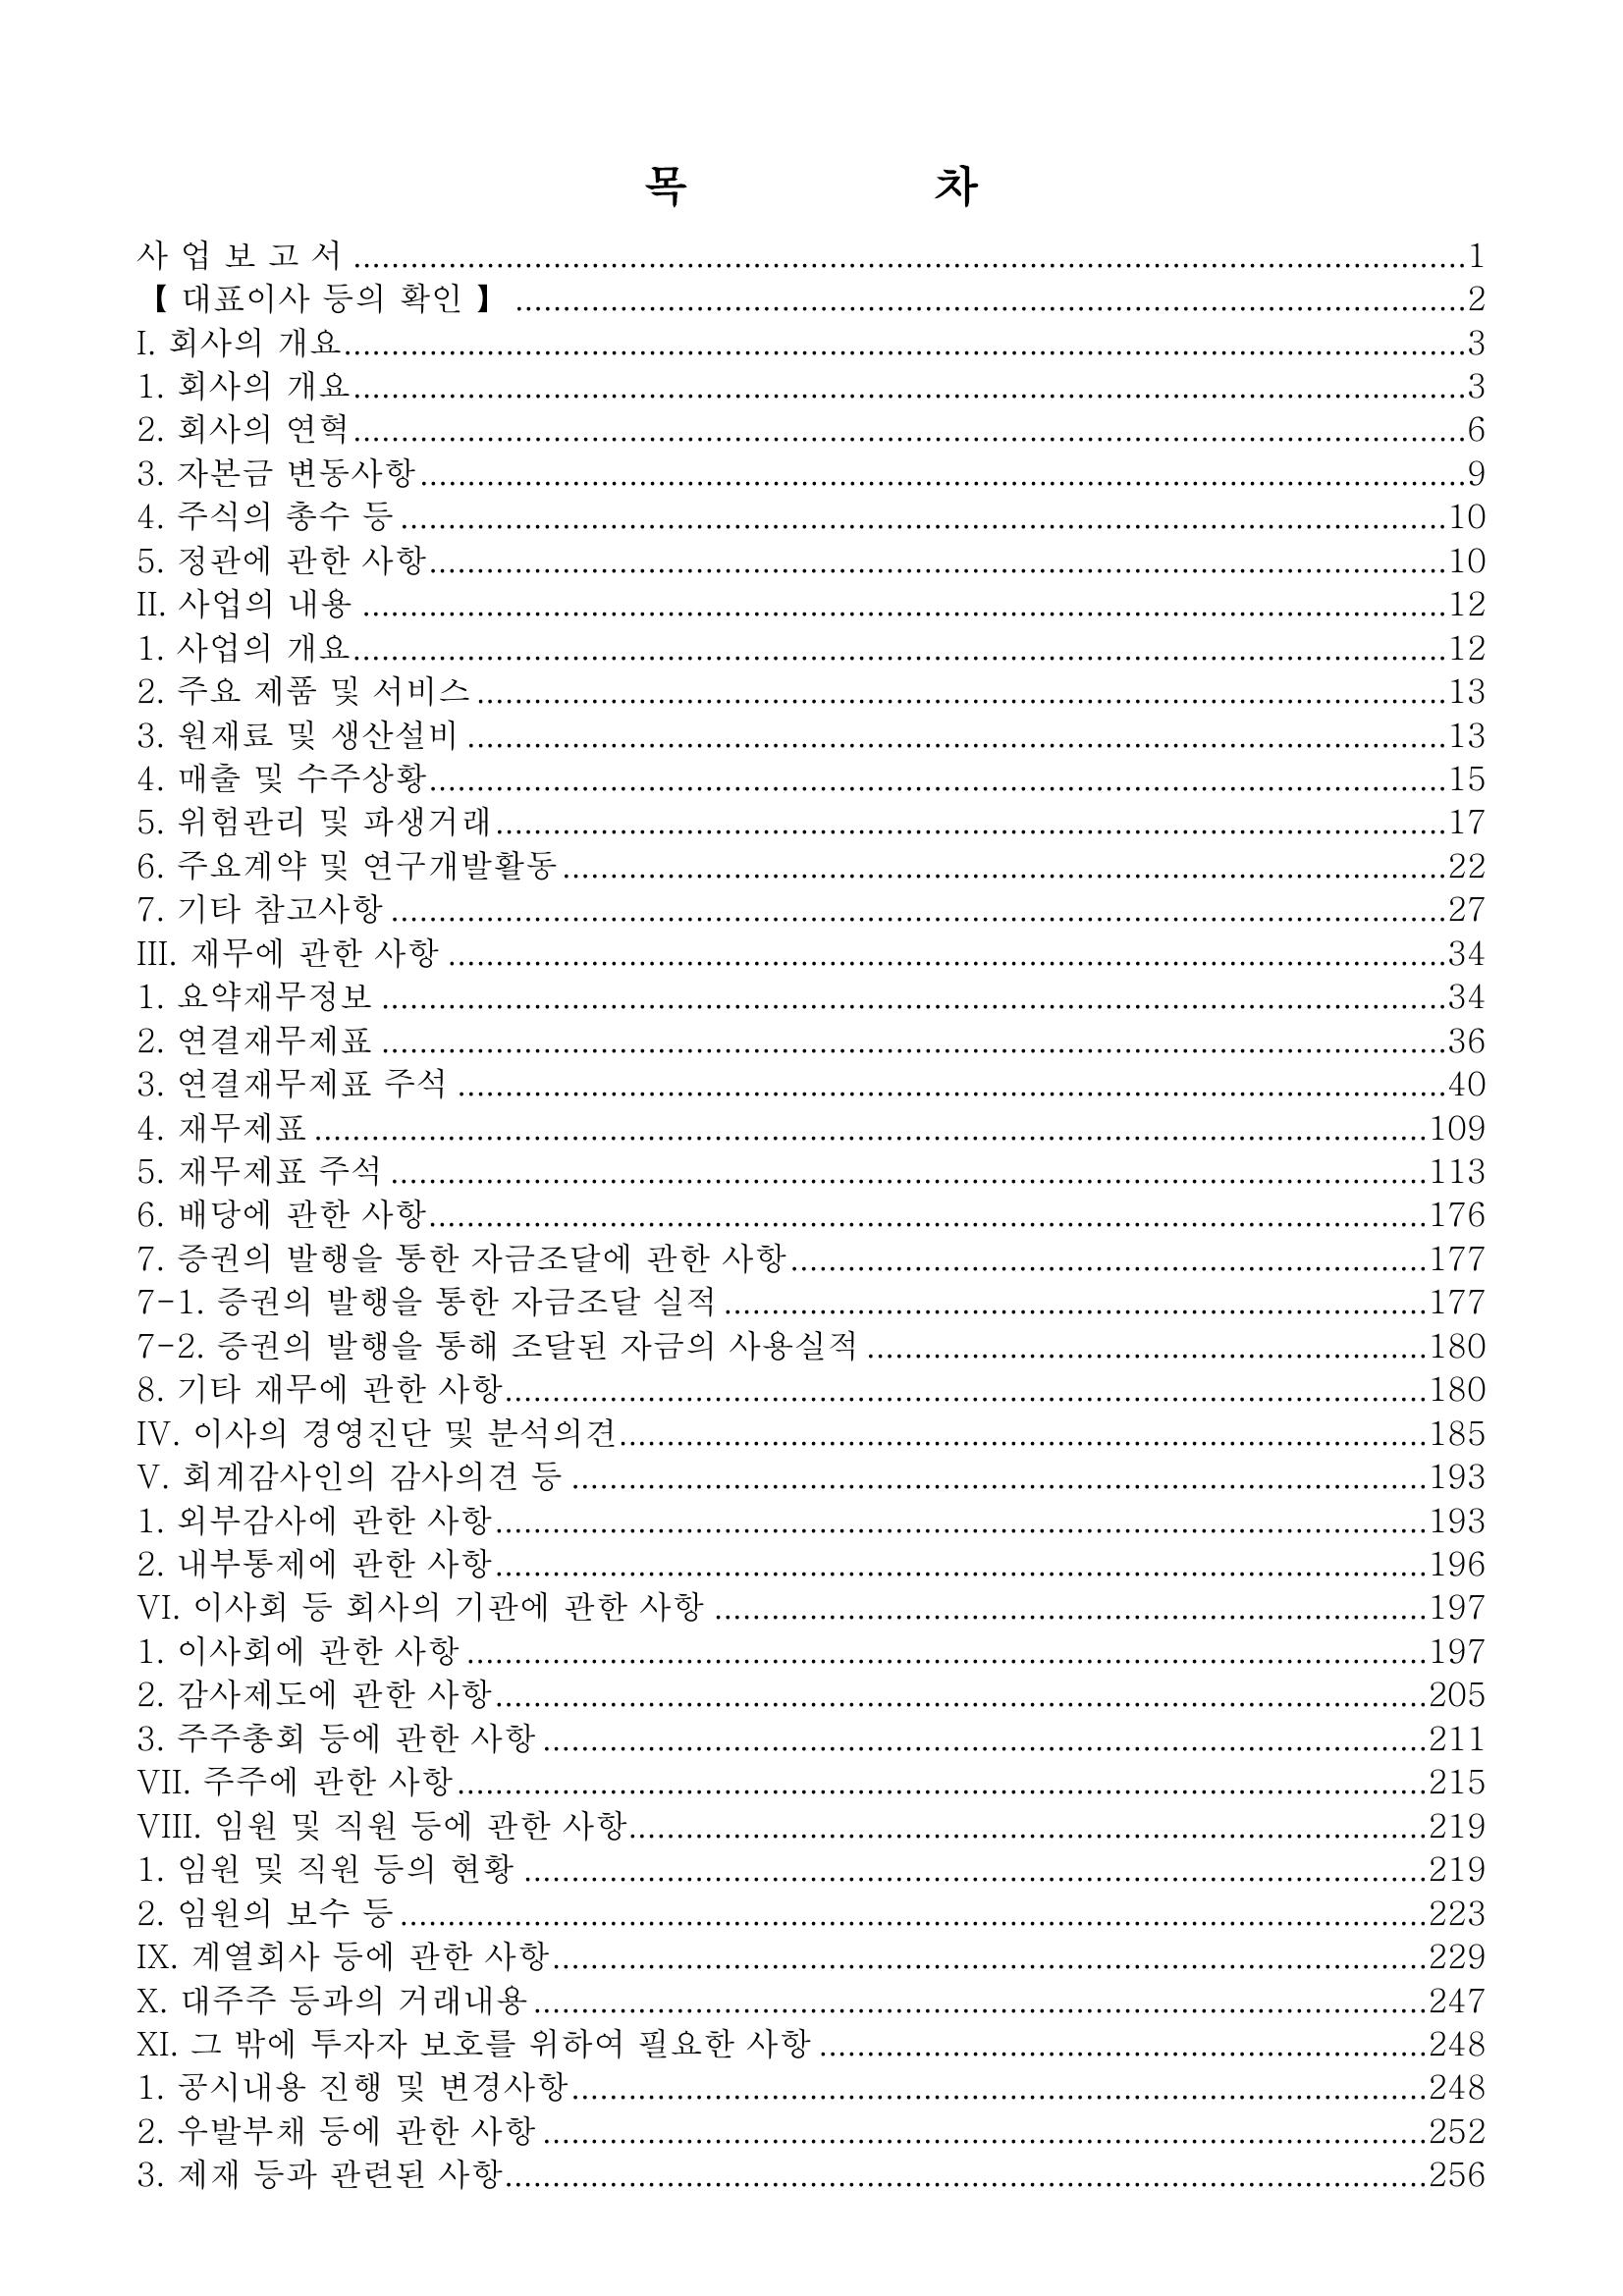 목 차
사 업 보 고 서 ........................................1
【 대표이사 등의 확인 】 ........................................2
I. 회사의 개요........................................3
1. 회사의 개요........................................3
2. 회사의 연혁........................................6
3. 자본금 변동사항........................................9
4. 주식의 총수 등........................................10
5. 정관에 관한 사항........................................10
II. 사업의 내용 ........................................12
1. 사업의 개요........................................12
2. 주요 제품 및 서비스........................................13
3. 원재료 및 생산설비........................................13
4. 매출 및 수주상황........................................15
5. 위험관리 및 파생거래........................................17
6. 주요계약 및 연구개발활동........................................22
7. 기타 참고사항........................................27
III. 재무에 관한 사항........................................34
1. 요약재무정보........................................34
2. 연결재무제표........................................36
3. 연결재무제표 주석........................................40
4. 재무제표........................................109
5. 재무제표 주석........................................113
6. 배당에 관한 사항........................................176
7. 증권의 발행을 통한 자금조달에 관한 사항........................................177
7-1. 증권의 발행을 통한 자금조달 실적........................................177
7-2. 증권의 발행을 통해 조달된 자금의 사용실적........................................180
8. 기타 재무에 관한 사항........................................180
IV. 이사의 경영진단 및 분석의견........................................185
V. 회계감사인의 감사의견 등........................................193
1. 외부감사에 관한 사항........................................193
2. 내부통제에 관한 사항........................................196
VI. 이사회 등 회사의 기관에 관한 사항........................................197
1. 이사회에 관한 사항........................................197
2. 감사제도에 관한 사항........................................205
3. 주주총회 등에 관한 사항........................................211
VII. 주주에 관한 사항........................................215
VIII. 임원 및 직원 등에 관한 사항........................................219
1. 임원 및 직원 등의 현황........................................219
2. 임원의 보수 등........................................223
IX. 계열회사 등에 관한 사항........................................229
X. 대주주 등과의 거래내용........................................247
XI. 그 밖에 투자자 보호를 위하여 필요한 사항........................................248
1. 공시내용 진행 및 변경사항........................................248
2. 우발부채 등에 관한 사항........................................252
3. 제재 등과 관련된 사항........................................256